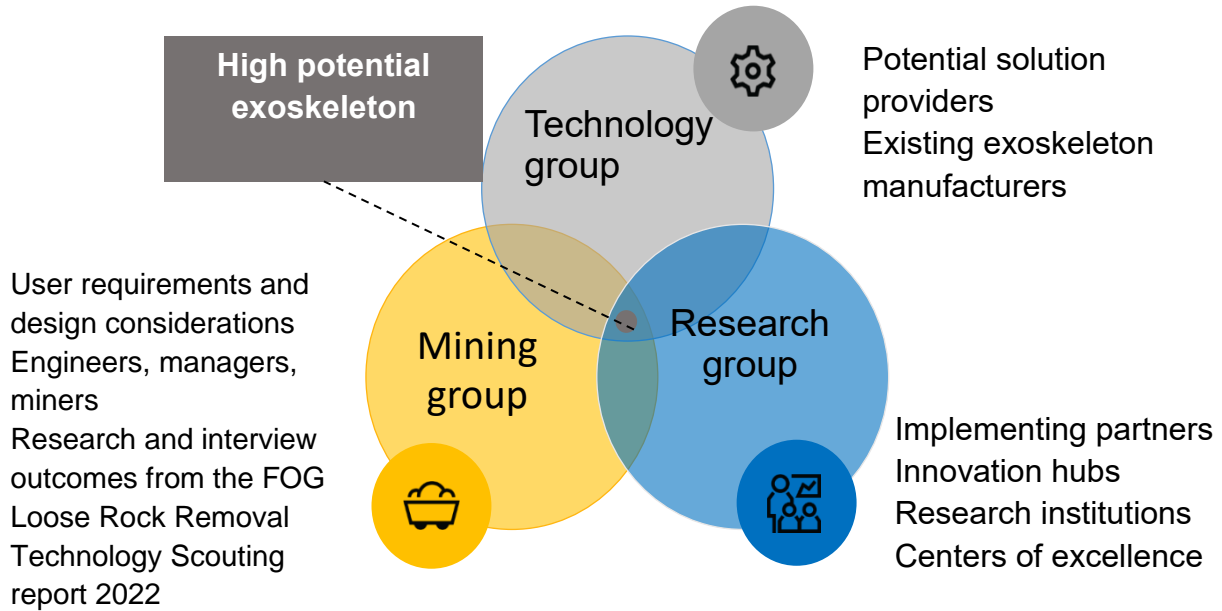 High potential
exoskeleton
Technology
group
Potential solution
providers
Existing exoskeleton
manufacturers
User requirements and
design considerations
Engineers, managers,
miners
Research and interview
outcomes from the FOG
Loose Rock Removal
Technology Scouting
report 2022
Mining
group
Research
group
Implementing partners
Innovation hubs
Research institutions
Centers of excellence